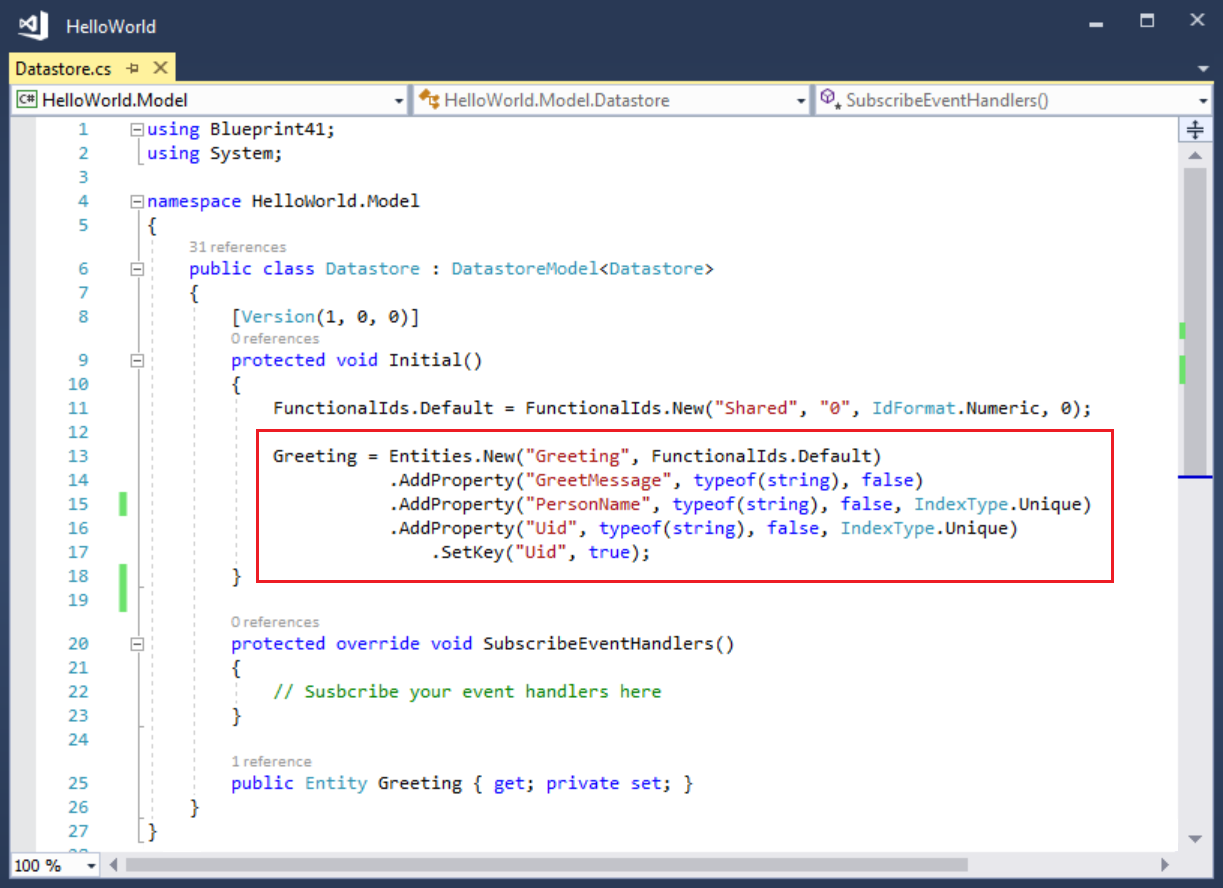 HelloWorld
Datastore.cs
C# HelloWorld.Model HelloWorld.Model.Datastore SubscribeEventHandlers()
1 using Blueprint41;
2 using System;
3
4 namespace HelloWorld.Model
5 {
31 references
6 public class Datastore : DatastoreModel<Datastore>
7 {
8 [Version(1, 0, 0)]
0 references
9 protected void Initial()
10 {
11 FunctionalIds.Default = FunctionalIds.New("Shared", "0", IdFormat.Numeric, 0);
12
13 Greeting = Entities.New("Greeting", FunctionalIds.Default)
14 .AddProperty("GreetMessage", typeof(string), false)
15 .AddProperty("PersonName", typeof(string), false, IndexType.Unique)
16 .AddProperty("Uid", typeof(string), false, IndexType.Unique)
17 .SetKey("Uid", true);
18 }
19
0 references
20 protected override void SubscribeEventHandlers()
21 {
22 // Susbcribe your event handlers here
23 }
24
1 reference
25 public Entity Greeting { get; private set; }
26 }
27 }
100 %